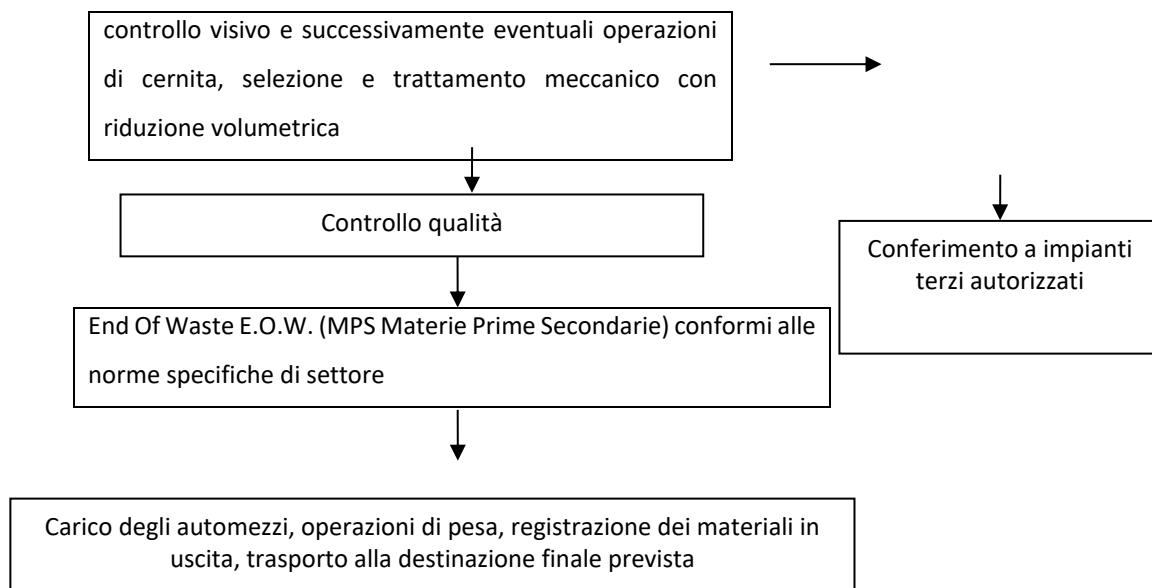 controllo visivo e successivamente eventuali operazioni
di cernita, selezione e trattamento meccanico con
riduzione volumetrica
Controllo qualità
Conferimento a impianti
terzi autorizzati
End Of Waste E.O.W. (MPS Materie Prime Secondarie) conformi alle
norme specifiche di settore
Carico degli automezzi, operazioni di pesa, registrazione dei materiali in
uscita, trasporto alla destinazione finale prevista